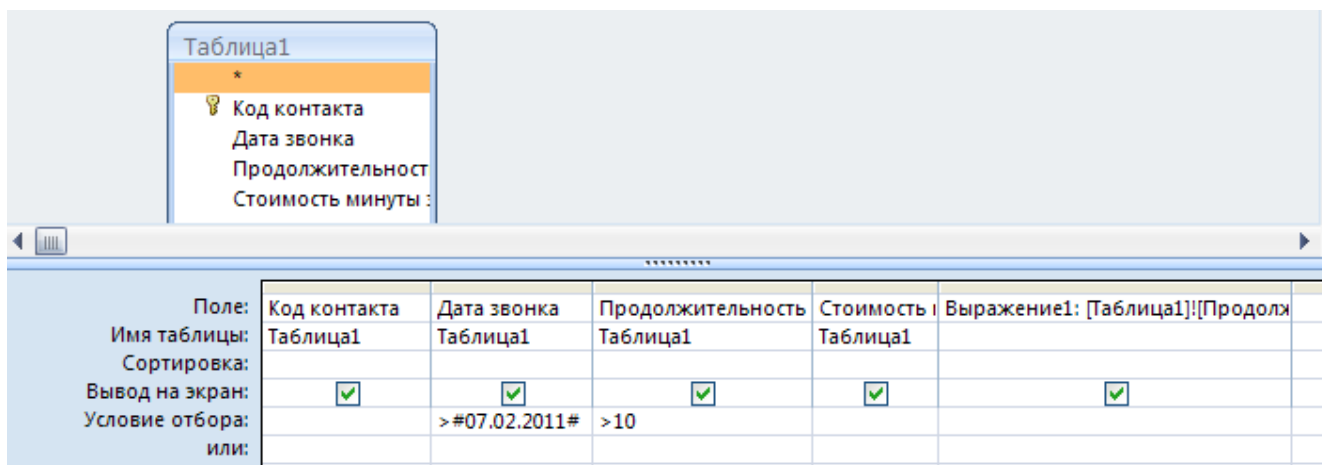 Таблица1
*
Код контакта
Дата звонка
Продолжительност
Стоимость минуты
Поле: Код контакта Дата звонка Продолжительность Стоимость Выражение1: [Таблица1]![Продолж
Имя таблицы: Таблица1 Таблица1 Таблица1 Таблица1
Сортировка:
Вывод на экран:
Условие отбора: >#07.02.2011# >10
или: